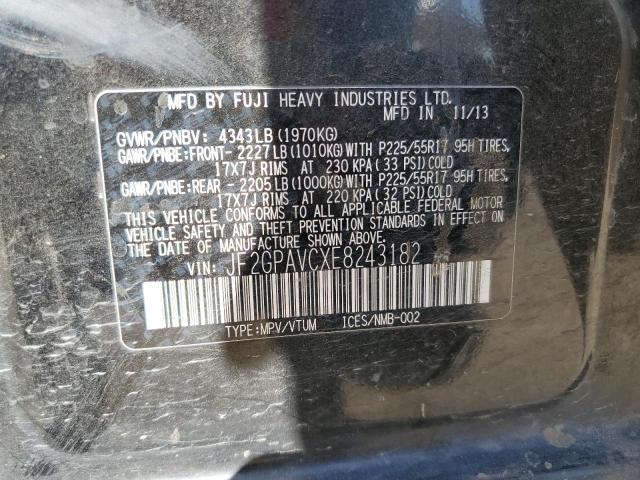 MFD BY FUJI HEAVY INDUSTRIES LTD.
MFD IN 11/13
GVWR/PNBV: 4343LB(1970KG)
GAWR/PNBE:FRONT-2227LB(1010KG)WITH P225/55R17 95H TIRES,
17X7J RIMS AT 230 KPA(33 PSI)COLD
GAWR/PNBE:REAR -2205LB(1000KG)WITH P225/55R17 95H TIRES,
17X7J RIMS AT 220 KPA(32 PSI)COLD
THIS VEHICLE CONFORMS TO ALL APPLICABLE FEDERAL MOTOR
VEHICLE SAFETY AND THEFT PREVENTION STANDARDS IN EFFECT ON
THE DATE OF MANUFACTURE SHOWN ABOVE.
VIN: JF2GPAVCXE8243182
TYPE:MPV/VTUM ICES/NMB-002